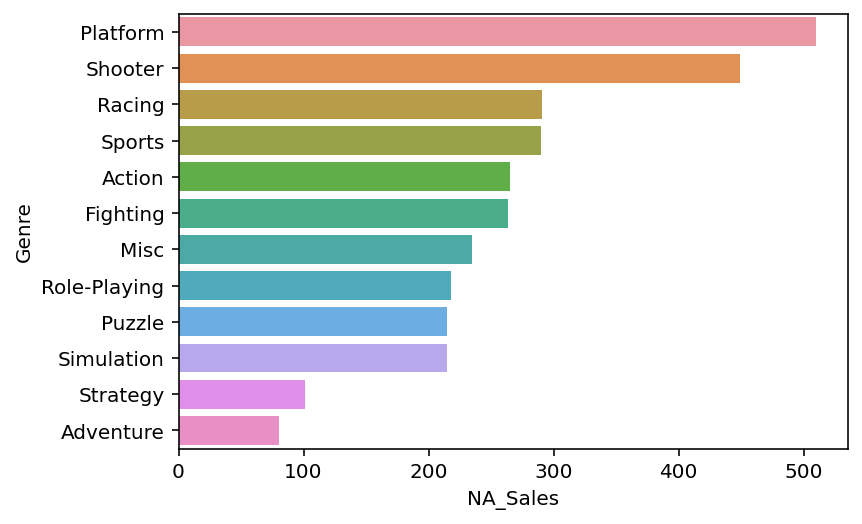 Platform
Shooter
Racing
Sports
Action
Fighting
Misc
Role-Playing
Puzzle
Simulation
Strategy
Adventure
Genre
0 100 200 300 400 500
NA_Sales